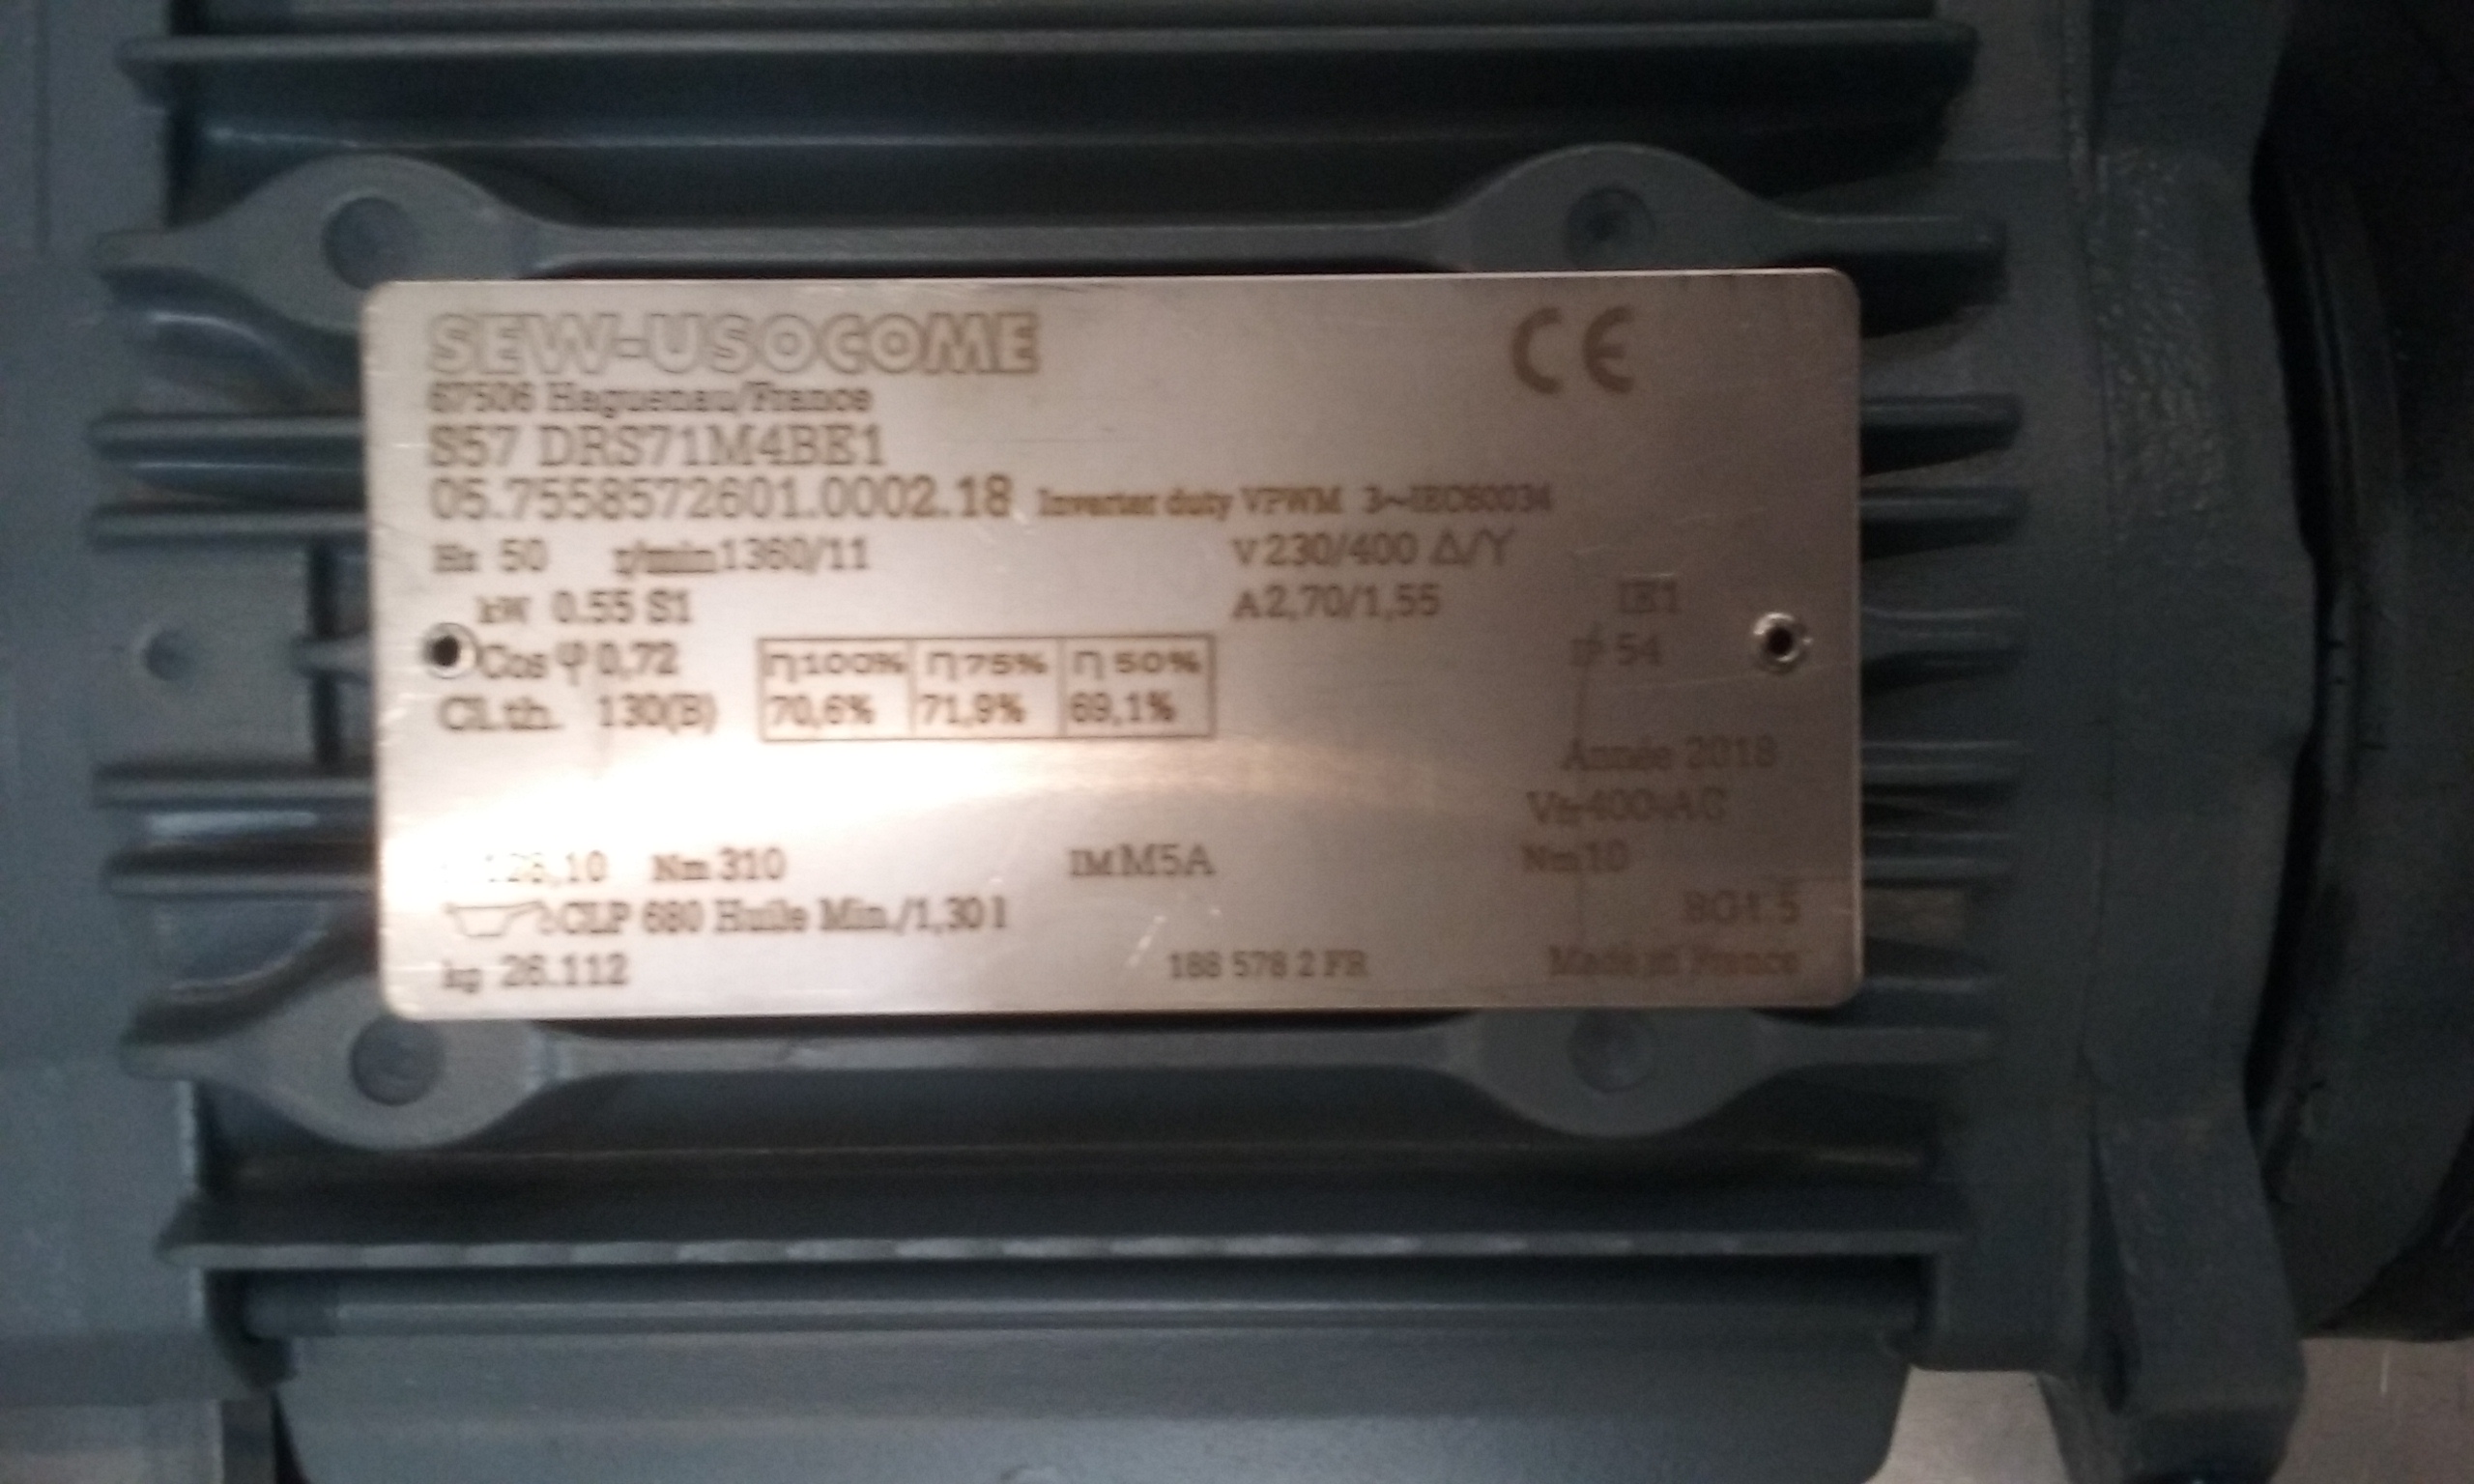 SEW-USOCOME
CE
67506 Haguenau/France
S57 DRS71M4BE1
05.7558572601.0002.18 Inverter duty VPWM 3~IEC60034
Hz 50 r/min 1360/11 V 230/400 Δ/Y
kW 0.55 S1 A 2,70/1,55 IE1
Cos φ 0,72 η100% η75% η50% IP 54
Cl.th. 130(B) 70,6% 71,9% 69,1%
Année 2018
400 AC
128,10 Nm 310 IM M5A Nm 10
CLP 680 Huile Min./1,30 l
kg 26.112 188 578 2 FR Made in France